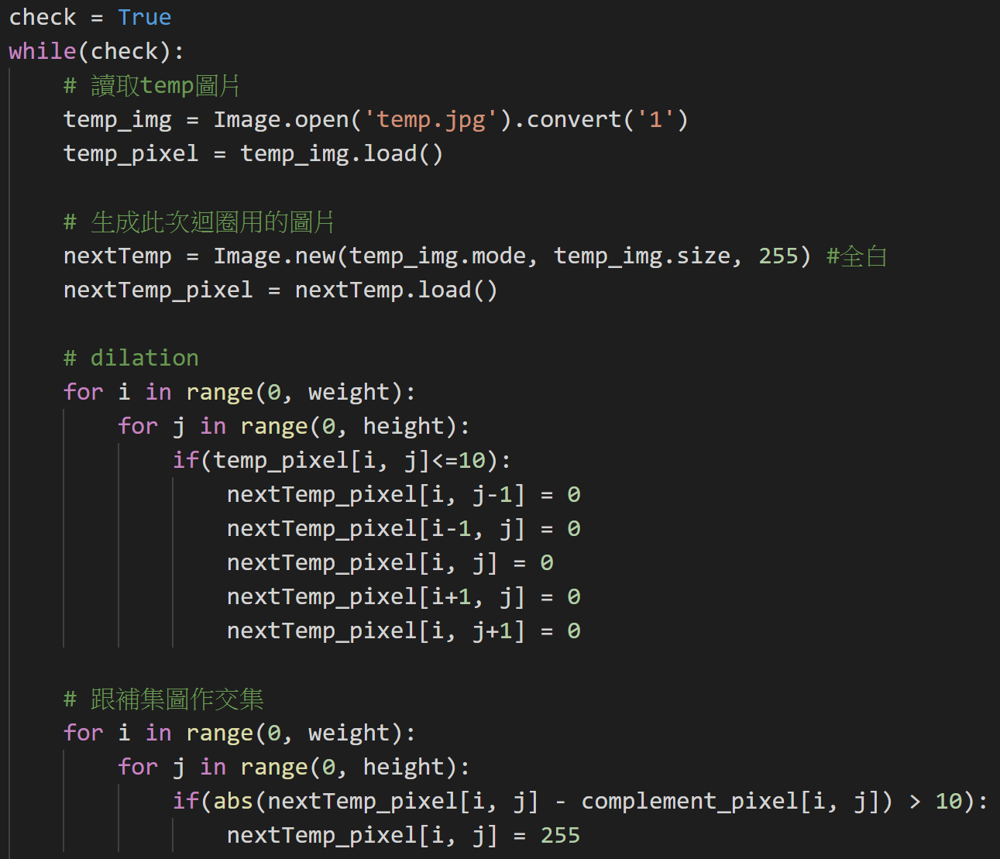 check = True
while(check):
    # 讀取temp圖片
    temp_img = Image.open('temp.jpg').convert('1')
    temp_pixel = temp_img.load()
    # 生成此次迴圈用的圖片
    nextTemp = Image.new(temp_img.mode, temp_img.size, 255) #全白
    nextTemp_pixel = nextTemp.load()
    # dilation
    for i in range(0, weight):
        for j in range(0, height):
            if(temp_pixel[i, j]<=10):
                nextTemp_pixel[i, j-1] = 0
                nextTemp_pixel[i-1, j] = 0
                nextTemp_pixel[i, j] = 0
                nextTemp_pixel[i+1, j] = 0
                nextTemp_pixel[i, j+1] = 0
    # 跟補集圖作交集
    for i in range(0, weight):
        for j in range(0, height):
            if(abs(nextTemp_pixel[i, j] - complement_pixel[i, j]) > 10):
                nextTemp_pixel[i, j] = 255